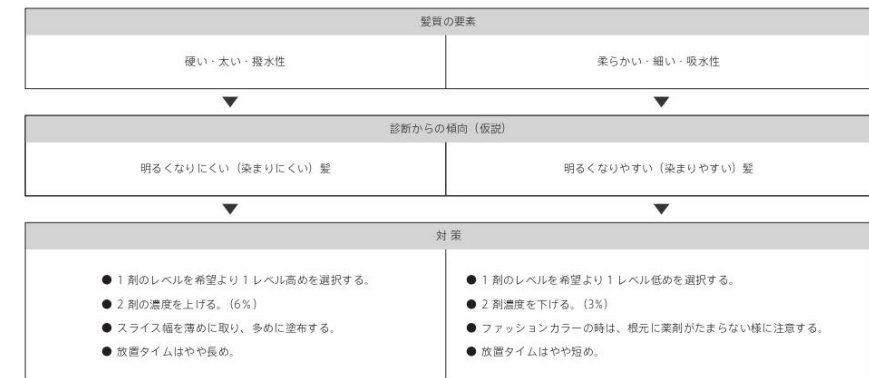 髪質の要素
硬い・太い・撥水性
柔らかい・細い・吸水性
診断からの傾向（仮説）
明るくなりにくい（染まりにくい）髪
明るくなりやすい（染まりやすい）髪
対 策
● 1 剤のレベルを希望より 1 レベル高めを選択する。
● 2 剤の濃度を上げる。（6%）
● スライス幅を薄めに取り、多めに塗布する。
● 放置タイムはやや長め。
● 1 剤のレベルを希望より 1 レベル低めを選択する。
● 2 剤濃度を下げる。（3%）
● ファッションカラーの時は、根元に薬剤がたまらない様に注意する。
● 放置タイムはやや短め。